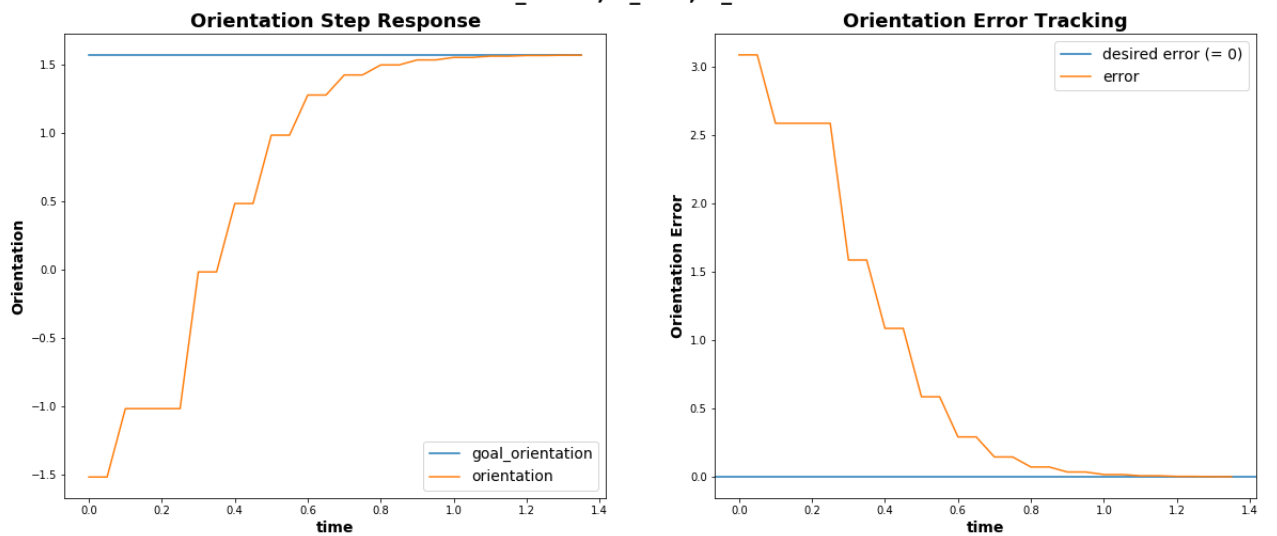 Orientation Step Response
1.5
1.0
0.5
0.0
−0.5
−1.0
−1.5
Orientation
goal_orientation
orientation
0.0 0.2 0.4 0.6 0.8 1.0 1.2 1.4
time
Orientation Error Tracking
desired error (= 0)
error
3.0
2.5
2.0
1.5
1.0
0.5
0.0
Orientation Error
0.0 0.2 0.4 0.6 0.8 1.0 1.2 1.4
time